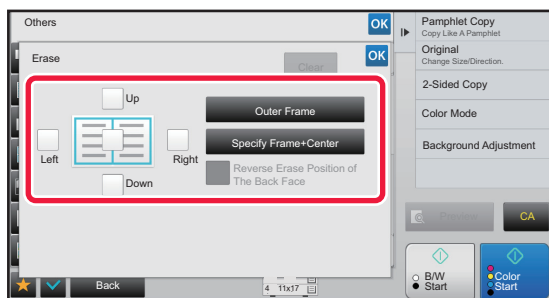 Others
OK
Erase
OK
Clear
Up
Left
Right
Down
Outer Frame
Specify Frame+Center
Reverse Erase Position of
The Back Face
Back
4 11x17
Pamphlet Copy
Copy Like A Pamphlet
Original
Change Size/Direction.
2-Sided Copy
Color Mode
Background Adjustment
Preview
CA
B/W
Start
Color
Start